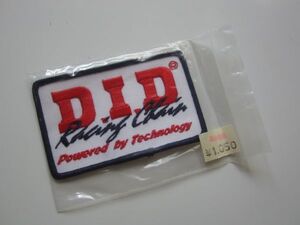 D.I.D®
Racing Chain
Powered by Technology
¥1,050